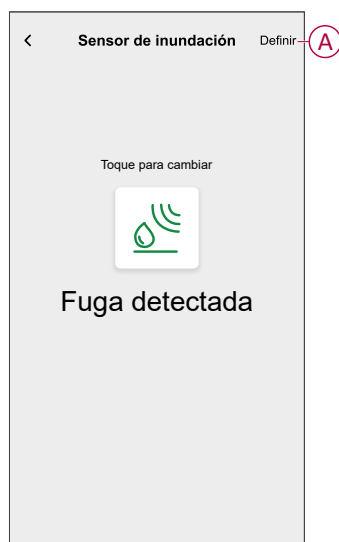 Sensor de inundación Definir A
Toque para cambiar
Fuga detectada